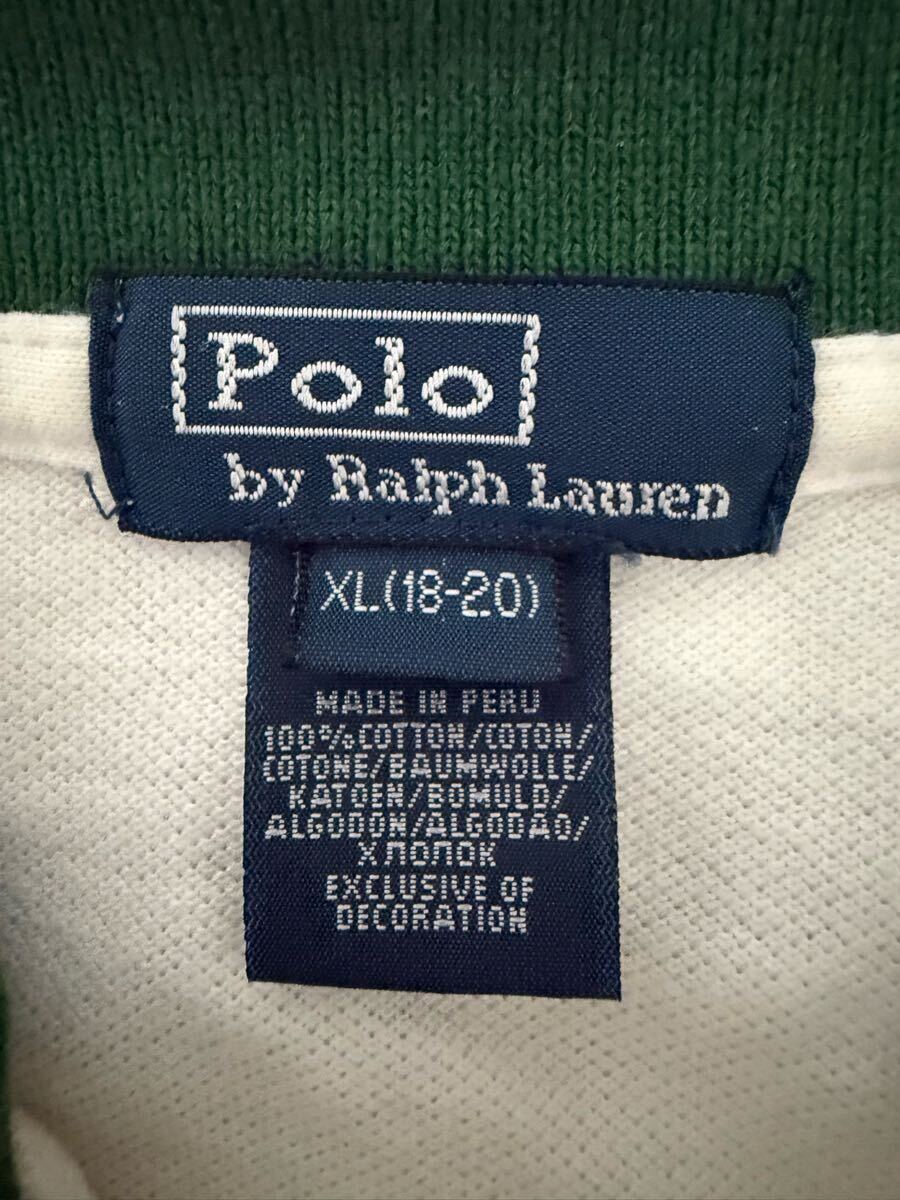 Polo
by Ralph Lauren
XL(18-20)
MADE IN PERU
100%COTTON/COTON/
COTONE/BAUMWOLLE/
KATOEN/BOMULD/
ALGODON/ALGODAO/
ХЛОПОК
EXCLUSIVE OF
DECORATION